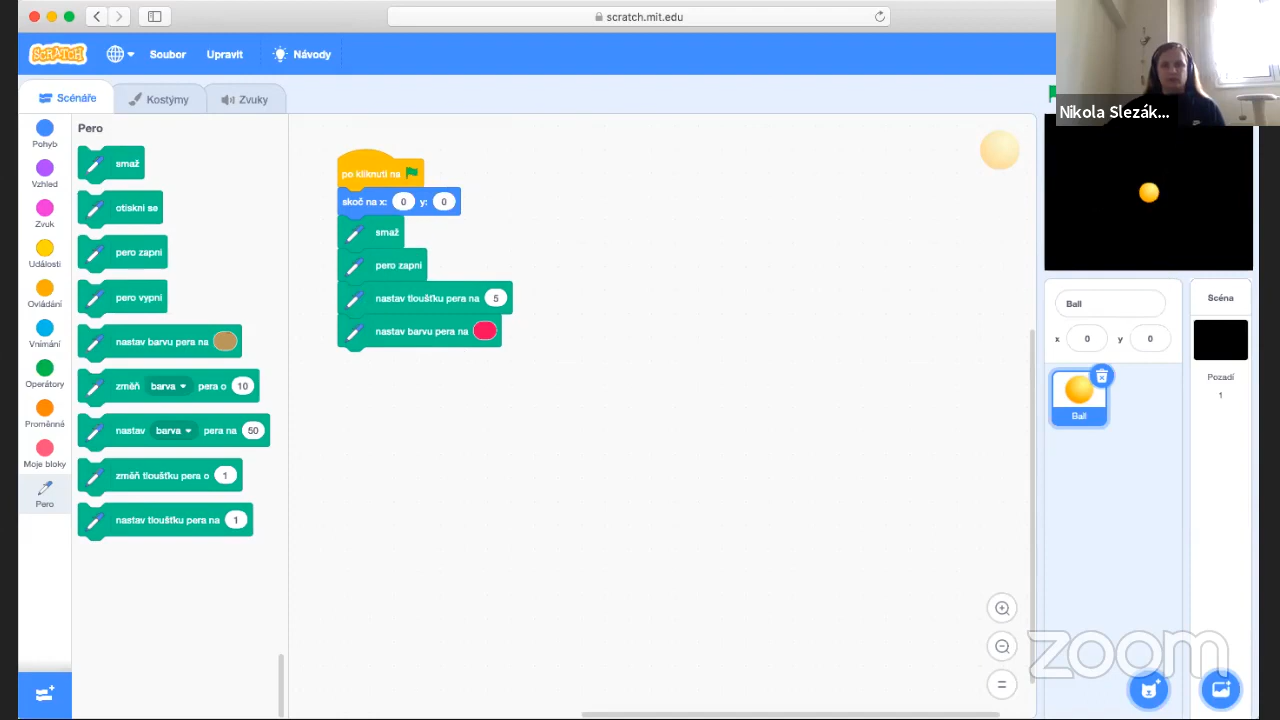 scratch.mit.edu
SCRATCH
Soubor
Upravit
Návody
Scénáře
Kostýmy
Zvuky
Nikola Slezák...
Pohyb
Vzhled
Zvuk
Události
Ovládání
Vnímání
Operátory
Proměnné
Moje bloky
Pero
Pero
smaž
otiskni se
pero zapni
pero vypni
nastav barvu pera na
změň barva pera o 10
nastav barva pera na 50
změň tloušťku pera o 1
nastav tloušťku pera na 1
po kliknutí na
skoč na x: 0 y: 0
smaž
pero zapni
nastav tloušťku pera na 5
nastav barvu pera na
Ball
x 0 y 0
Ball
Scéna
Pozadí
1
zoom